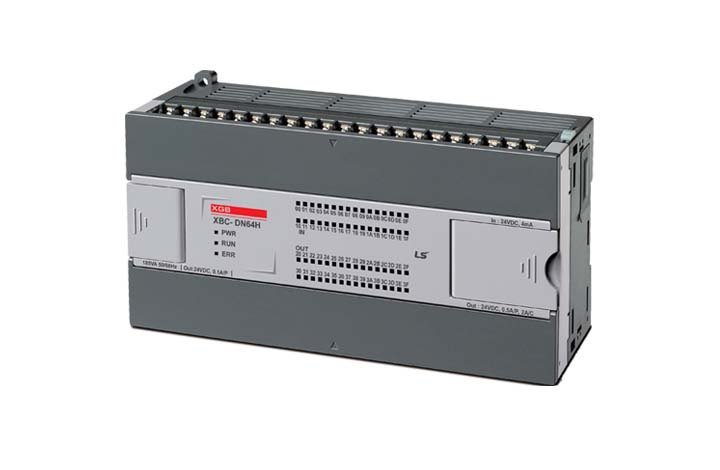 XGB
XBC- DN64H
PWR
RUN
ERR
00 01 02 03 04 05 06 07 08 09 0A 0B 0C 0D 0E 0F
10 11 12 13 14 15 16 17 18 19 1A 1B 1C 1D 1E 1F
IN
OUT
20 21 22 23 24 25 26 27 28 29 2A 2B 2C 2D 2E 2F
30 31 32 33 34 35 36 37 38 39 3A 3B 3C 3D 3E 3F
LS
In : 24VDC, 4mA
50/60Hz
Out:24VDC, 0.1A/P
Out : 24VDC, 0.5A/P, 2A/C